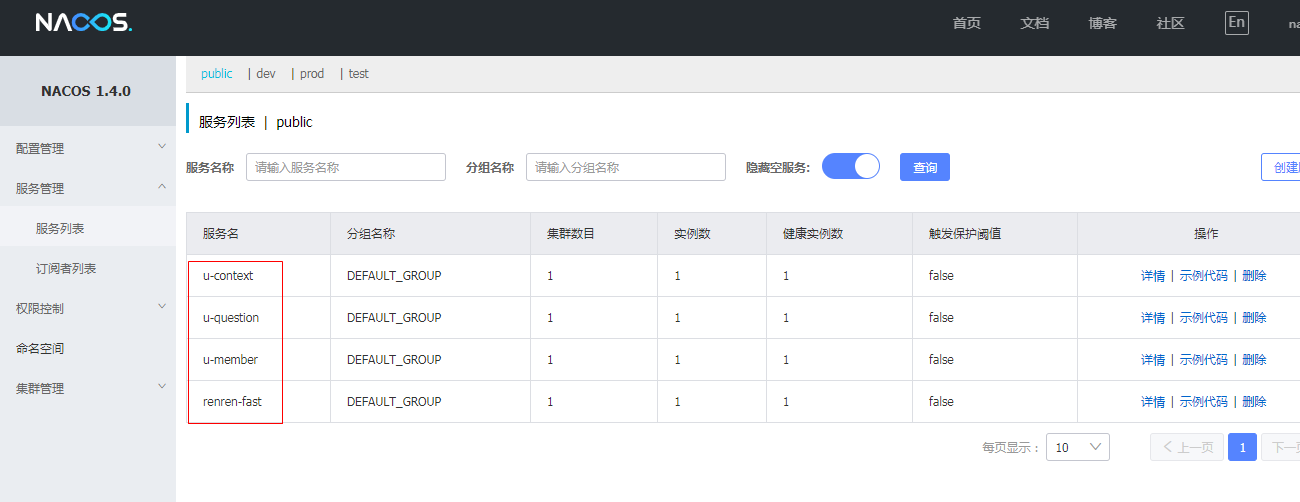 NACOS.
首页 文档 博客 社区 En na
NACOS 1.4.0
配置管理
服务管理
服务列表
订阅者列表
权限控制
命名空间
集群管理
public | dev | prod | test
服务列表 | public
服务名称 请输入服务名称 分组名称 请输入分组名称 隐藏空服务: 查询 创建
服务名 分组名称 集群数目 实例数 健康实例数 触发保护阈值 操作
u-context DEFAULT_GROUP 1 1 1 false 详情 | 示例代码 | 删除
u-question DEFAULT_GROUP 1 1 1 false 详情 | 示例代码 | 删除
u-member DEFAULT_GROUP 1 1 1 false 详情 | 示例代码 | 删除
renren-fast DEFAULT_GROUP 1 1 1 false 详情 | 示例代码 | 删除
每页显示: 10 上一页 1 下一